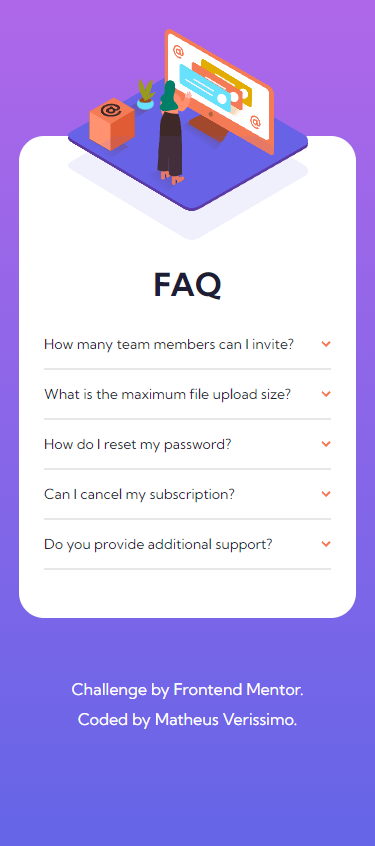 @
@
@
FAQ
How many team members can I invite?
What is the maximum file upload size?
How do I reset my password?
Can I cancel my subscription?
Do you provide additional support?
Challenge by Frontend Mentor.
Coded by Matheus Verissimo.